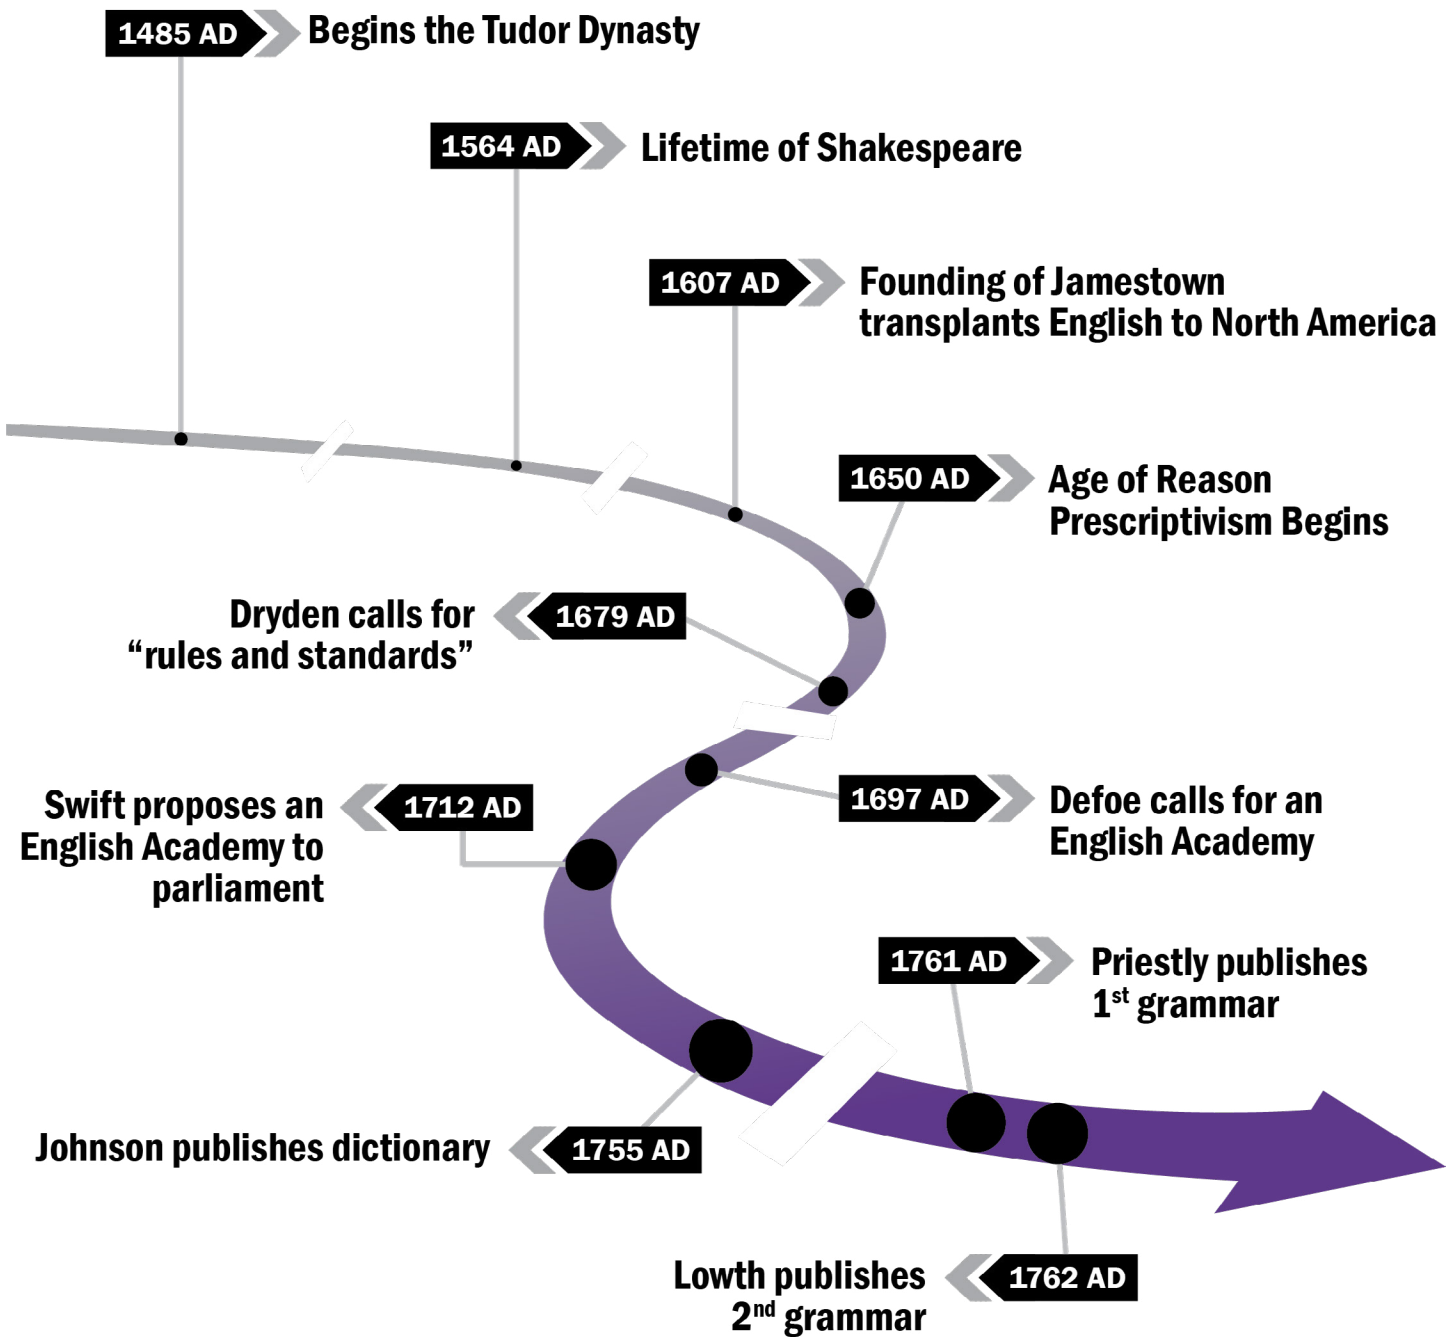 1485 AD
Begins the Tudor Dynasty
1564 AD
Lifetime of Shakespeare
1607 AD
Founding of Jamestown
transplants English to North America
1650 AD
Age of Reason
Prescriptivism Begins
Dryden calls for
“rules and standards”
1679 AD
1697 AD
Defoe calls for an
English Academy
Swift proposes an
English Academy to
parliament
1712 AD
Johnson publishes dictionary
1755 AD
1761 AD
Priestly publishes
1st grammar
Lowth publishes
2nd grammar
1762 AD